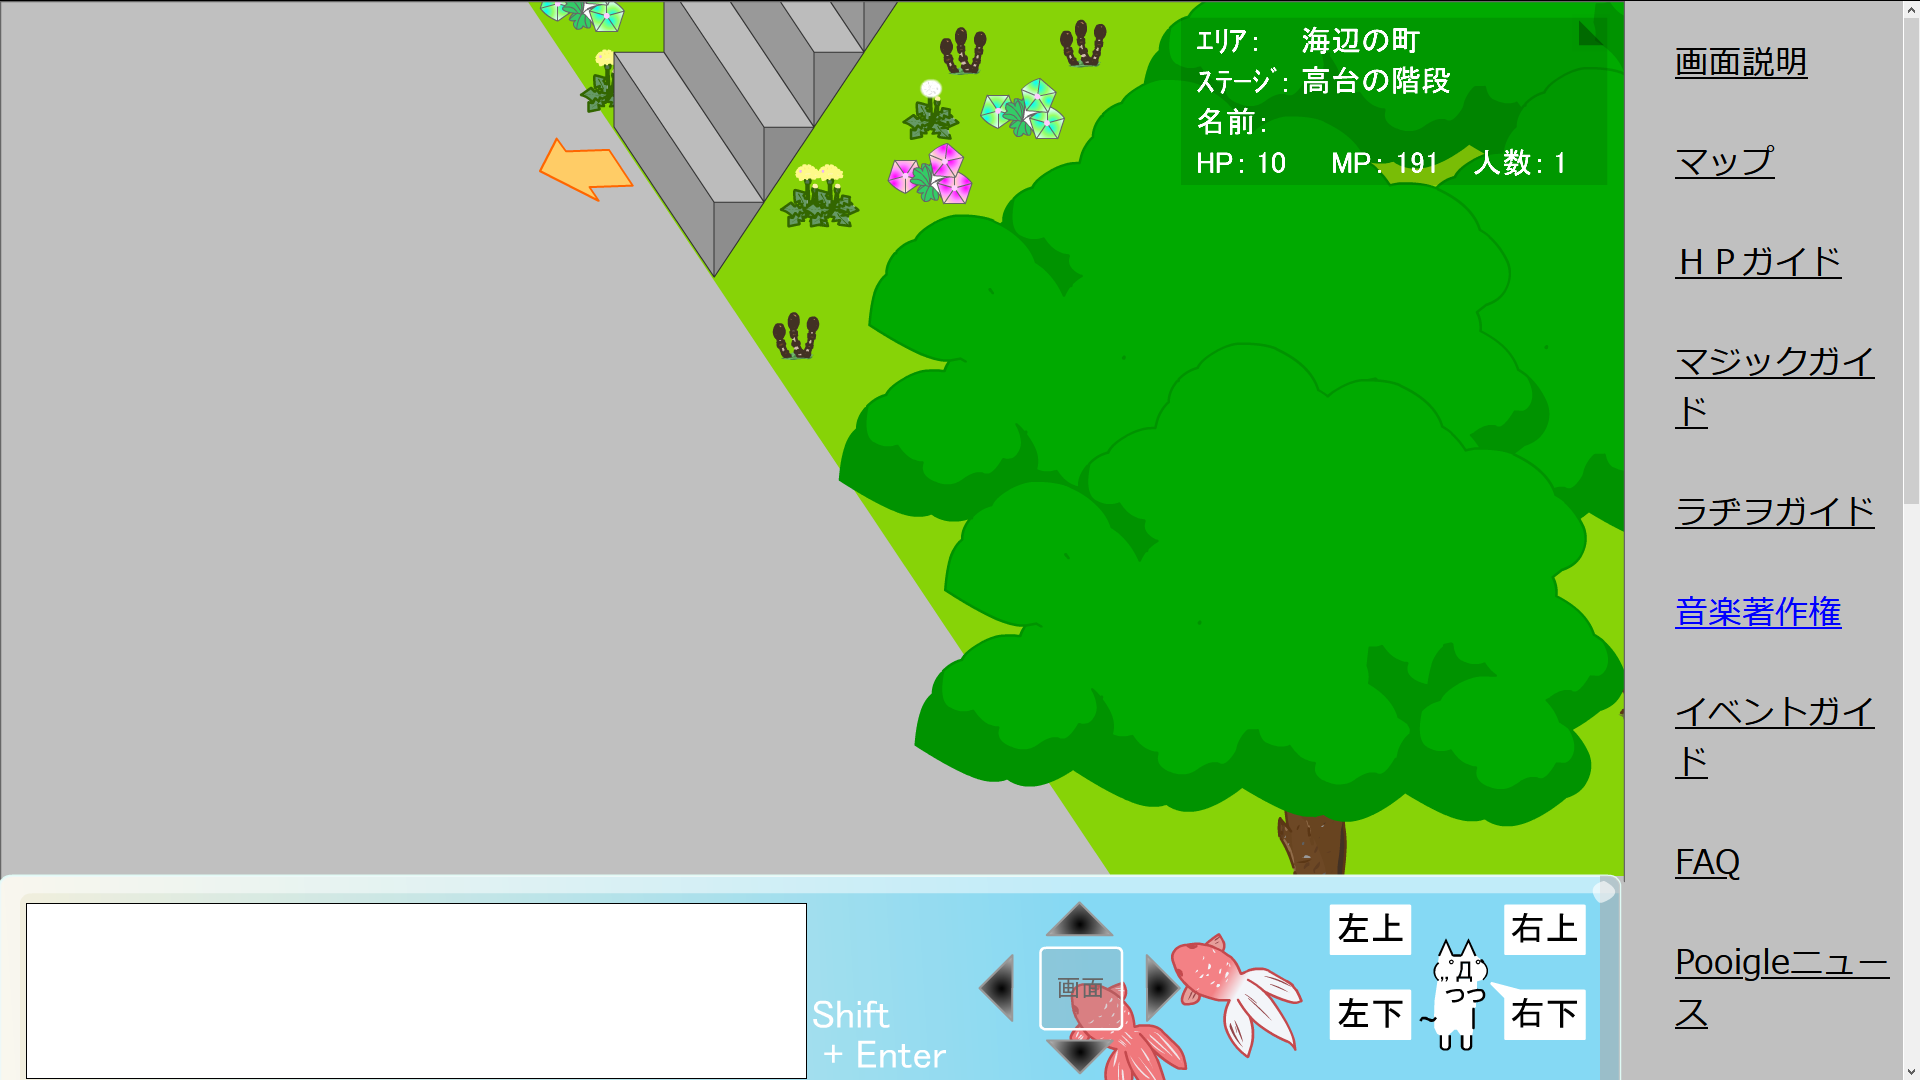 ｴﾘｱ： 海辺の町
ｽﾃｰｼﾞ： 高台の階段
名前：
HP：10 MP：191 人数：1
画面説明
マップ
ＨＰガイド
マジックガイ
ド
ラヂヲガイド
音楽著作権
イベントガイ
ド
FAQ
Pooigleニュー
ス
Shift
+ Enter
画面
左上
右上
左下
右下